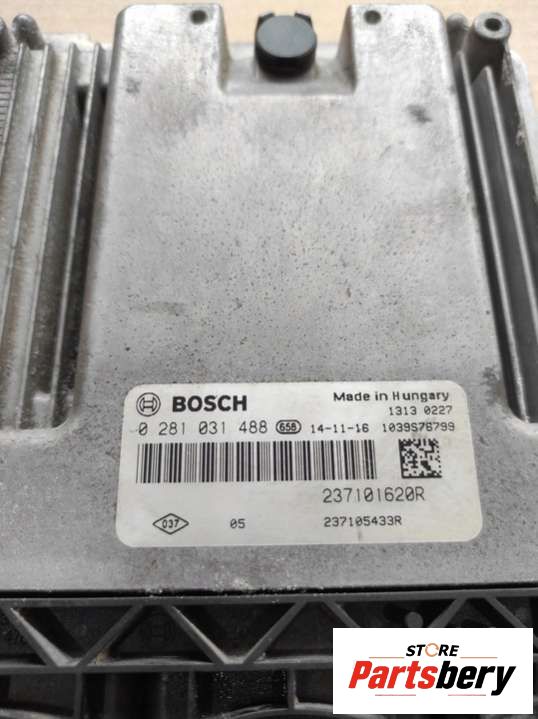 BOSCH
Made in Hungary
1313 0227
0 281 031 488 658 14-11-16 1039S76799
237101620R
037 05 237105433R
STORE
Partsbery